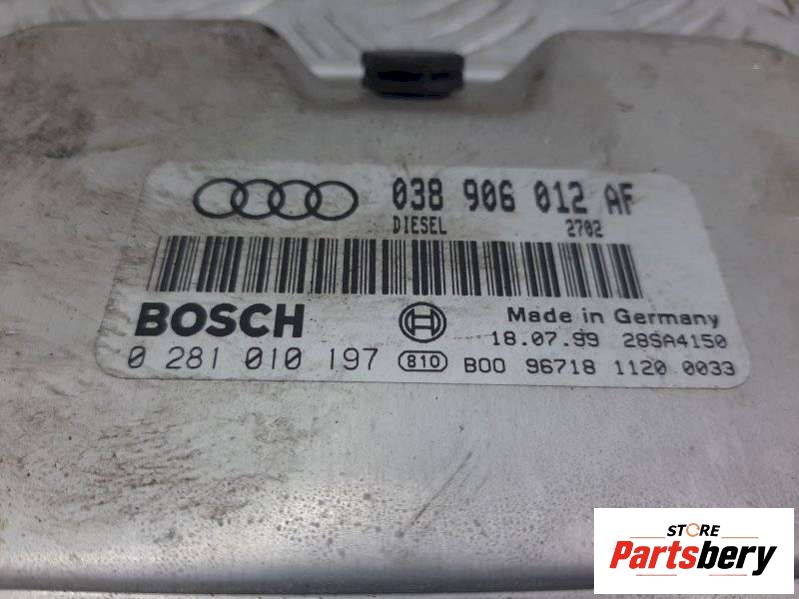 038 906 012 AF
DIESEL 2702
BOSCH Made in Germany
18.07.99 28SA4150
0 281 010 197 810 B00 96718 1120 0033
STORE
Partsbery